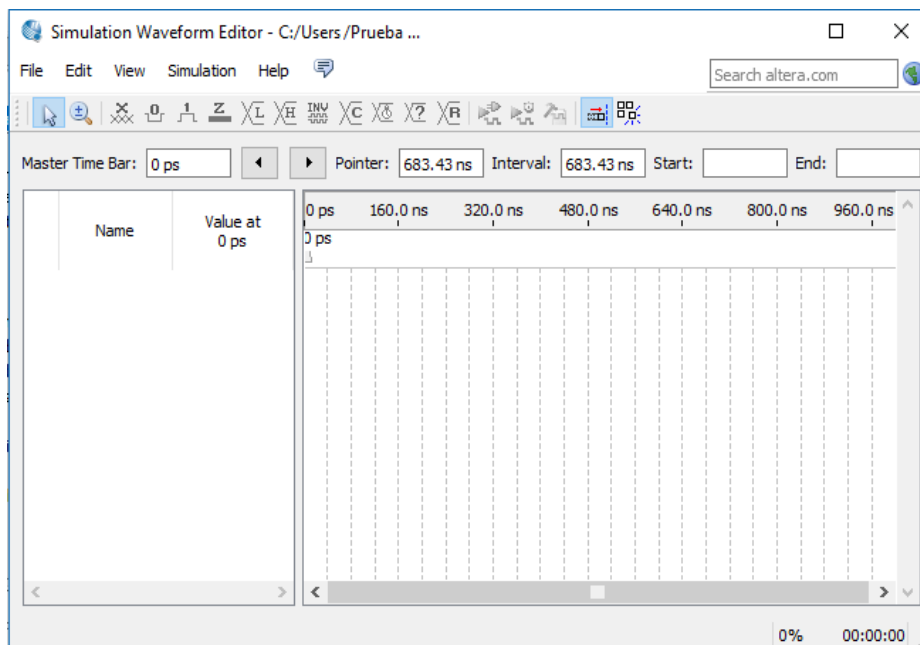 Simulation Waveform Editor - C:/Users/Prueba ...
File Edit View Simulation Help Search altera.com
X 0 1 Z L H INV C ? R
Master Time Bar: 0 ps Pointer: 683.43 ns Interval: 683.43 ns Start: End:
Name Value at 0 ps
0 ps 160.0 ns 320.0 ns 480.0 ns 640.0 ns 800.0 ns 960.0 ns
0 ps
0% 00:00:00